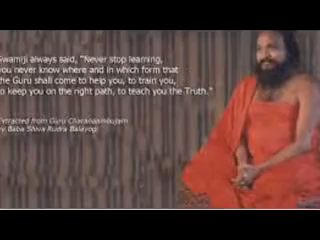 Swamiji always said, "Never stop learning,
you never know where and in which form that
the Guru shall come to help you, to train you,
to keep you on the right path, to teach you the Truth."
Extracted from Guru Charanambujam
By Baba Shiva Rudra Balayogi